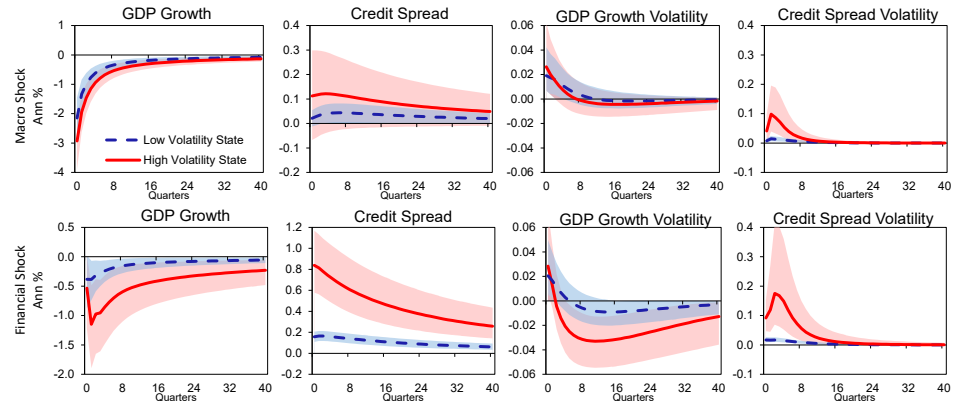 GDP Growth
Credit Spread
GDP Growth Volatility
Credit Spread Volatility
Macro Shock
Ann %
1
0
-1
-2
-3
-4
Low Volatility State
High Volatility State
0 8 16 24 32 40
Quarters
0.4
0.3
0.2
0.1
0.0
-0.1
-0.2
0 8 16 24 32 40
Quarters
0.06
0.04
0.02
0.00
-0.02
-0.04
-0.06
0 8 16 24 32 40
Quarters
0.4
0.3
0.2
0.1
0.0
-0.1
0 8 16 24 32 40
Quarters
GDP Growth
Credit Spread
GDP Growth Volatility
Credit Spread Volatility
Financial Shock
Ann %
0.5
0.0
-0.5
-1.0
-1.5
-2.0
0 8 16 24 32 40
Quarters
1.2
1.0
0.8
0.6
0.4
0.2
0.0
-0.2
0 8 16 24 32 40
Quarters
0.06
0.04
0.02
0.00
-0.02
-0.04
-0.06
0 8 16 24 32 40
Quarters
0.4
0.3
0.2
0.1
0.0
-0.1
0 8 16 24 32 40
Quarters